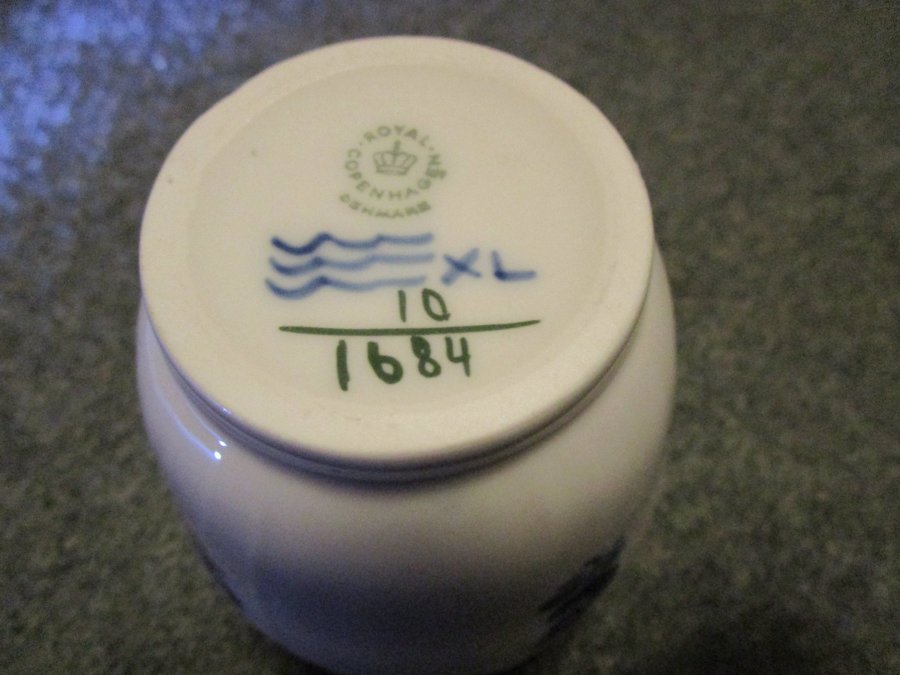 ROYAL
COPENHAGEN
DENMARK
XL
10
1684